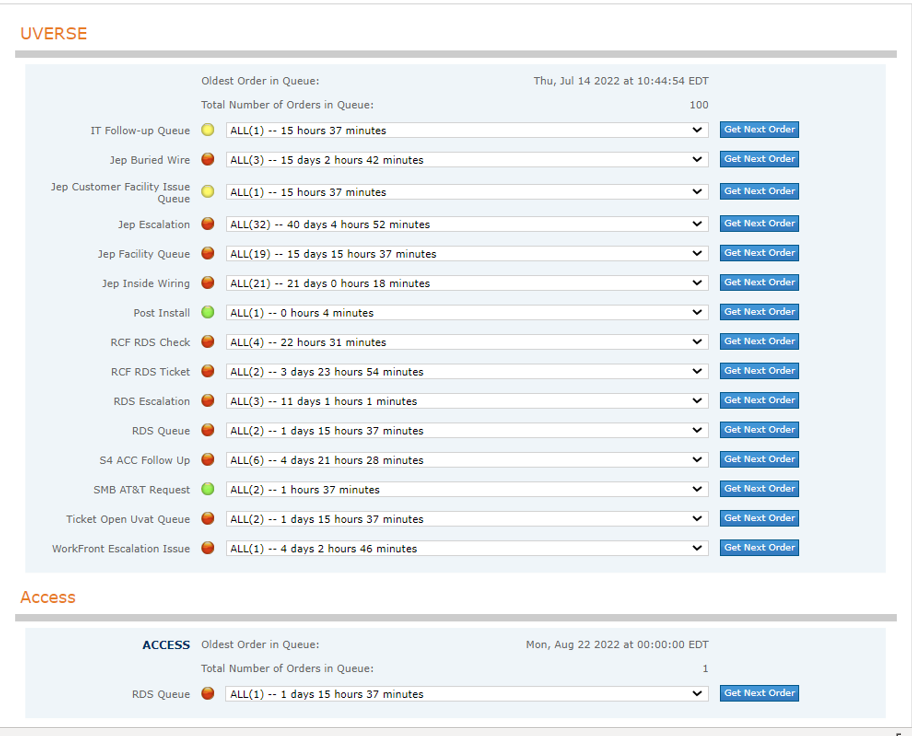 UVERSE
Oldest Order in Queue: Thu, Jul 14 2022 at 10:44:54 EDT
Total Number of Orders in Queue: 100
IT Follow-up Queue ALL(1) -- 15 hours 37 minutes Get Next Order
Jep Buried Wire ALL(3) -- 15 days 2 hours 42 minutes Get Next Order
Jep Customer Facility Issue
Queue ALL(1) -- 15 hours 37 minutes Get Next Order
Jep Escalation ALL(32) -- 40 days 4 hours 52 minutes Get Next Order
Jep Facility Queue ALL(19) -- 15 days 15 hours 37 minutes Get Next Order
Jep Inside Wiring ALL(21) -- 21 days 0 hours 18 minutes Get Next Order
Post Install ALL(1) -- 0 hours 4 minutes Get Next Order
RCF RDS Check ALL(4) -- 22 hours 31 minutes Get Next Order
RCF RDS Ticket ALL(2) -- 3 days 23 hours 54 minutes Get Next Order
RDS Escalation ALL(3) -- 11 days 1 hours 1 minutes Get Next Order
RDS Queue ALL(2) -- 1 days 15 hours 37 minutes Get Next Order
S4 ACC Follow Up ALL(6) -- 4 days 21 hours 28 minutes Get Next Order
SMB AT&T Request ALL(2) -- 1 hours 37 minutes Get Next Order
Ticket Open Uvat Queue ALL(2) -- 1 days 15 hours 37 minutes Get Next Order
WorkFront Escalation Issue ALL(1) -- 4 days 2 hours 46 minutes Get Next Order
Access
ACCESS Oldest Order in Queue: Mon, Aug 22 2022 at 00:00:00 EDT
Total Number of Orders in Queue: 1
RDS Queue ALL(1) -- 1 days 15 hours 37 minutes Get Next Order